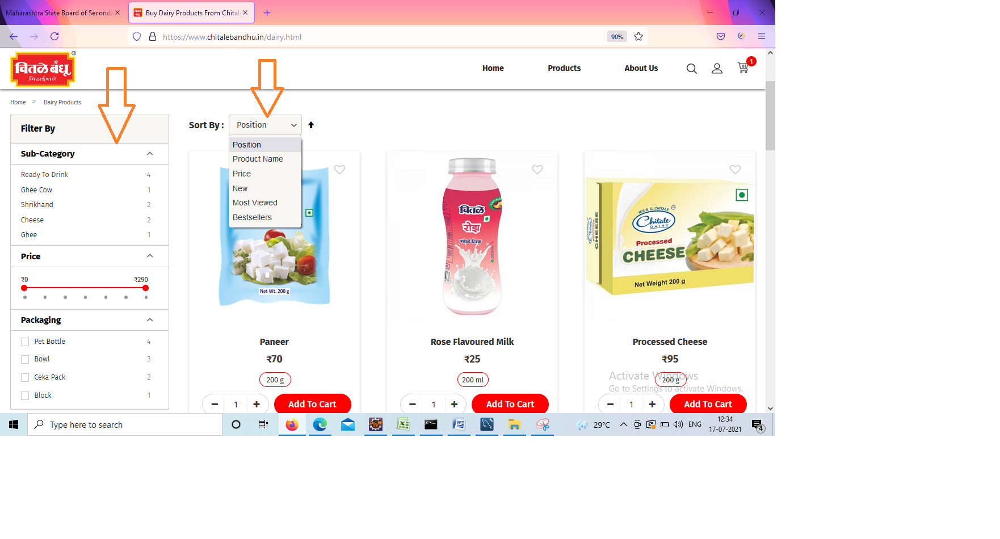 Maharashtra State Board of Seconda
Buy Dairy Products From Chitale
https://www.chitalebandhu.in/dairy.html
90%
चितळे बंधू
®
मिठाईवाले
Home
Products
About Us
1
Home > Dairy Products
Filter By
Sub-Category
Ready To Drink 4
Ghee Cow 1
Shrikhand 2
Cheese 2
Ghee 1
Price
₹0 ₹290
Packaging
Pet Bottle 4
Bowl 3
Ceka Pack 2
Block 1
Sort By : Position
Position
Product Name
Price
New
Most Viewed
Bestsellers
Net Wt. 200 g
Paneer
₹70
200 g
- 1 + Add To Cart
चितळे
CHITALE
रोझ
फ्लेवर्ड मिल्क
Rose Flavoured Milk
₹25
200 ml
- 1 + Add To Cart
M/S B. G. CHITALE
Chitale
DAIRY
Processed
CHEESE
Net Weight 200 g
Processed Cheese
₹95
200 g
- 1 + Add To Cart
Activate Windows
Go to Settings to activate Windows.
Type here to search
29°C
ENG
12:34
17-07-2021
4